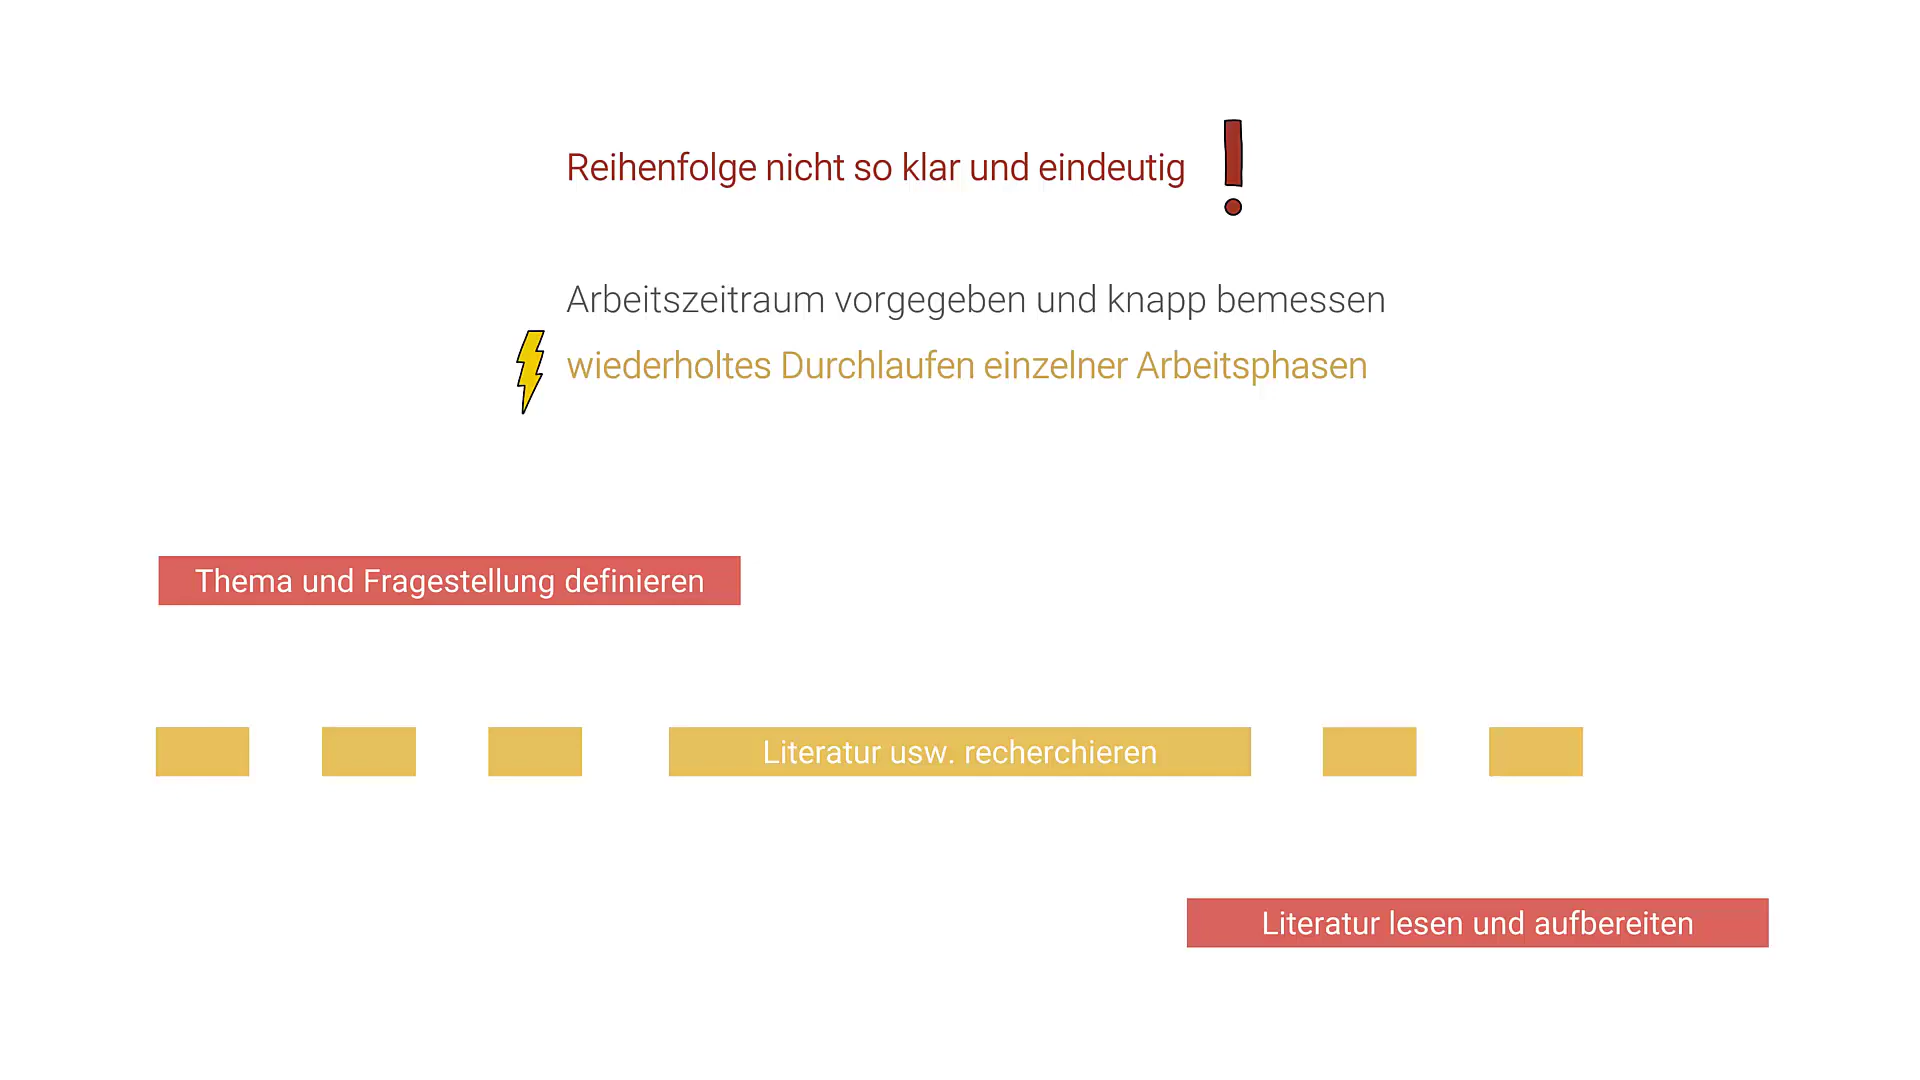 Reihenfolge nicht so klar und eindeutig
Arbeitszeitraum vorgegeben und knapp bemessen
wiederholtes Durchlaufen einzelner Arbeitsphasen
Thema und Fragestellung definieren
Literatur usw. recherchieren
Literatur lesen und aufbereiten